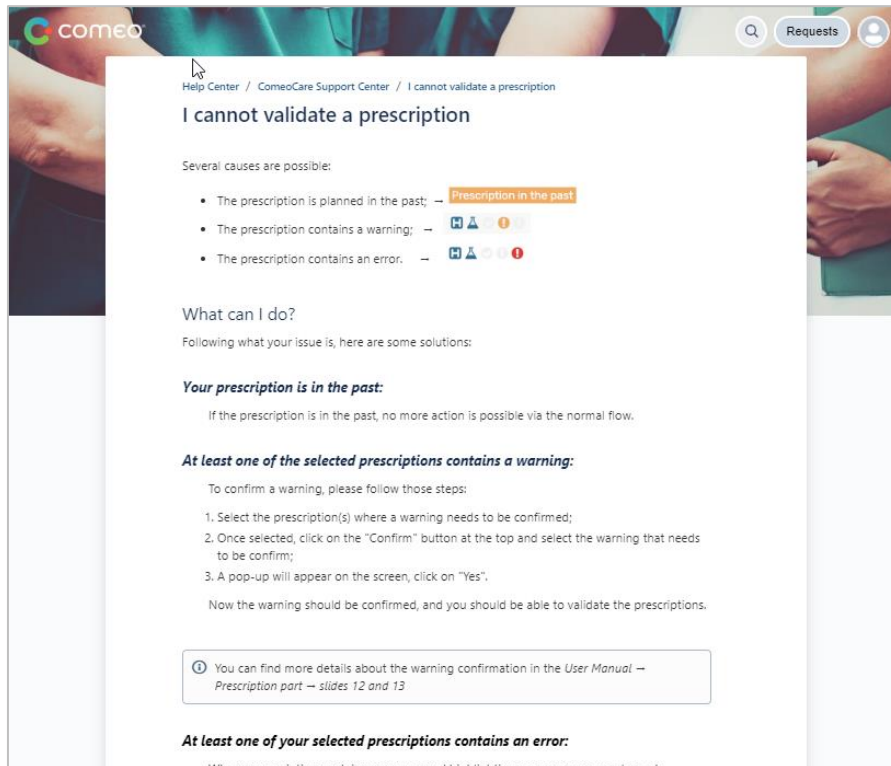 comeo
Requests
Help Center / ComeoCare Support Center / I cannot validate a prescription
I cannot validate a prescription
Several causes are possible:
• The prescription is planned in the past; → Prescription in the past
• The prescription contains a warning; → H
• The prescription contains an error. → H
What can I do?
Following what your issue is, here are some solutions:
Your prescription is in the past:
If the prescription is in the past, no more action is possible via the normal flow.
At least one of the selected prescriptions contains a warning:
To confirm a warning, please follow those steps:
1. Select the prescription(s) where a warning needs to be confirmed;
2. Once selected, click on the "Confirm" button at the top and select the warning that needs
to be confirm;
3. A pop-up will appear on the screen, click on "Yes".
Now the warning should be confirmed, and you should be able to validate the prescriptions.
You can find more details about the warning confirmation in the User Manual →
Prescription part → slides 12 and 13
At least one of your selected prescriptions contains an error: